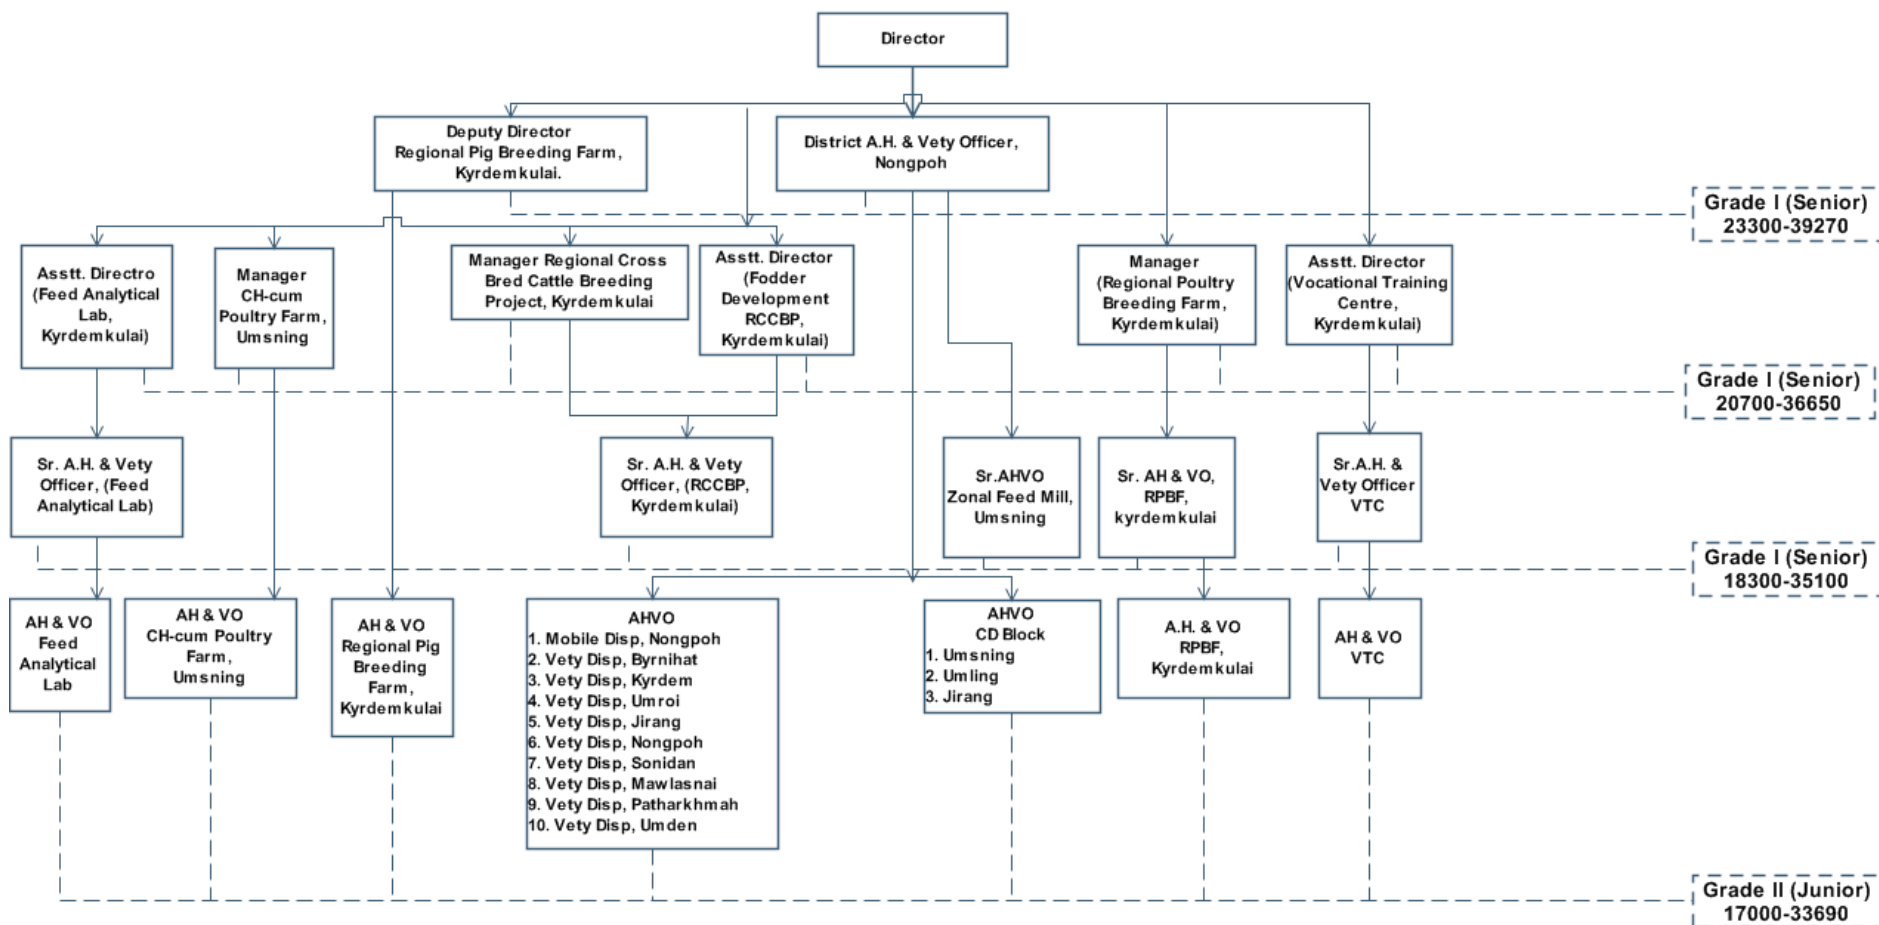 Director
Deputy Director
Regional Pig Breeding Farm,
Kyrdemkulai.
District A.H. & Vety Officer,
Nongpoh
Grade I (Senior)
23300-39270
Asstt. Directro
(Feed Analytical
Lab,
Kyrdemkulai)
Manager
CH-cum
Poultry Farm,
Umsning
Manager Regional Cross
Bred Cattle Breeding
Project, Kyrdemkulai
Asstt. Director
(Fodder
Development
RCCBP,
Kyrdemkulai)
Manager
(Regional Poultry
Breeding Farm,
Kyrdemkulai)
Asstt. Director
(Vocational Training
Centre,
Kyrdemkulai)
Grade I (Senior)
20700-36650
Sr. A.H. & Vety
Officer, (Feed
Analytical Lab)
Sr. A.H. & Vety
Officer, (RCCBP,
Kyrdemkulai)
Sr.AHVO
Zonal Feed Mill,
Umsning
Sr. AH & VO,
RPBF,
kyrdemkulai
Sr.A.H. &
Vety Officer
VTC
Grade I (Senior)
18300-35100
AH & VO
Feed
Analytical
Lab
AH & VO
CH-cum Poultry
Farm,
Umsning
AH & VO
Regional Pig
Breeding
Farm,
Kyrdemkulai
AHVO
1. Mobile Disp, Nongpoh
2. Vety Disp, Byrnihat
3. Vety Disp, Kyrdem
4. Vety Disp, Umroi
5. Vety Disp, Jirang
6. Vety Disp, Nongpoh
7. Vety Disp, Sonidan
8. Vety Disp, Mawlasnai
9. Vety Disp, Patharkhmah
10. Vety Disp, Umden
AHVO
CD Block
1. Umsning
2. Umling
3. Jirang
A.H. & VO
RPBF,
Kyrdemkulai
AH & VO
VTC
Grade II (Junior)
17000-33690